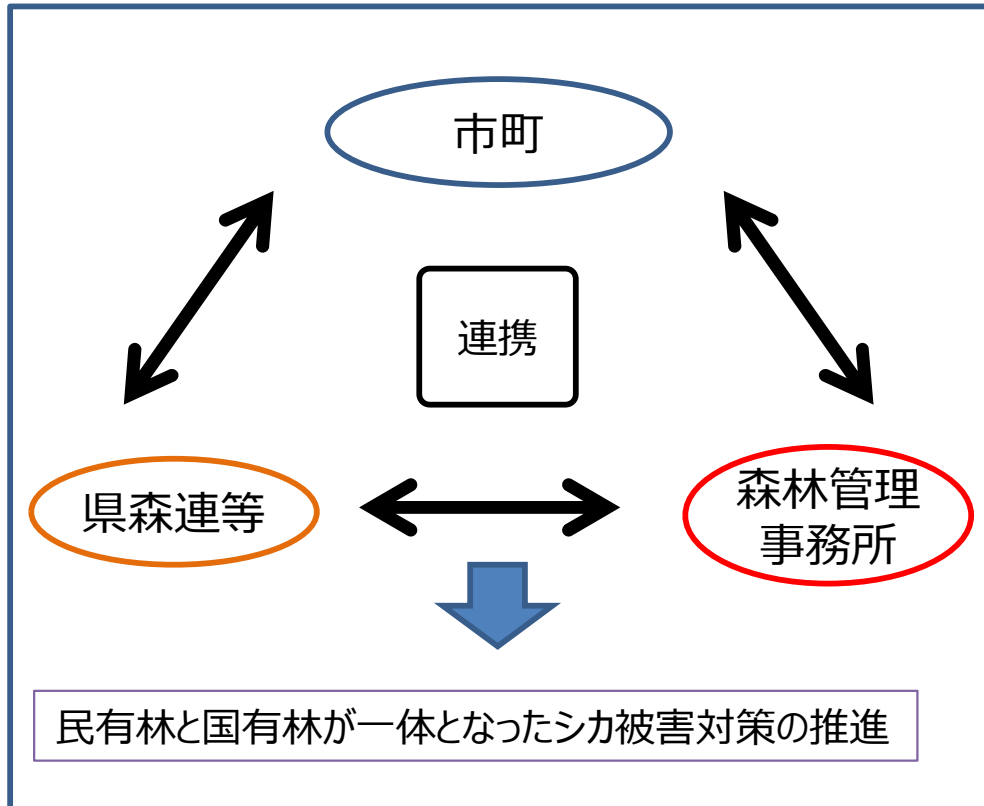 市町
連携
県森連等
森林管理
事務所
民有林と国有林が一体となったシカ被害対策の推進